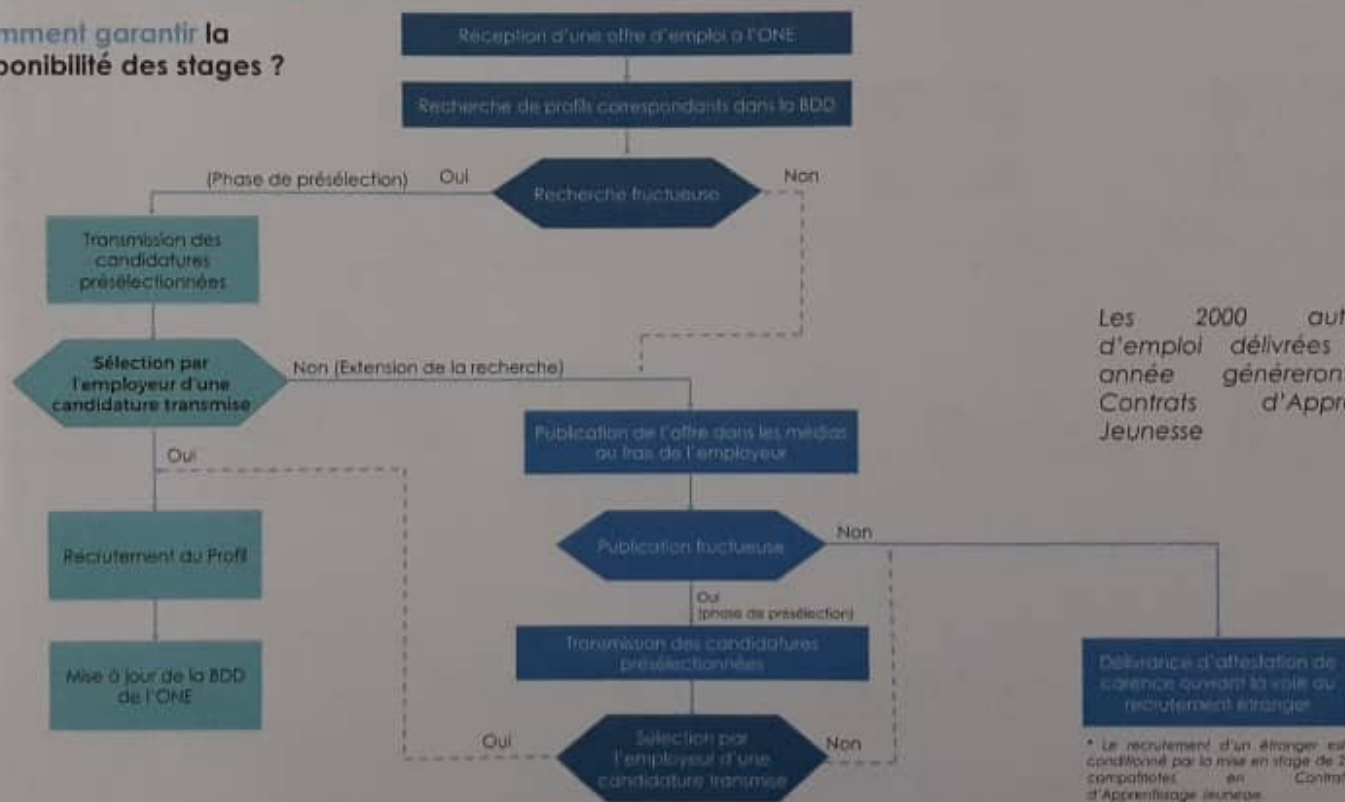 mment garantir la
ponibilité des stages ?
Réception d'une offre d'emploi à l'ONE
Recherche de profils correspondants dans la BDD
(Phase de présélection)
Oui
Recherche fructueuse
Non
Transmission des
candidatures
présélectionnées
Sélection par
l'employeur d'une
candidature transmise
Non (Extension de la recherche)
Oui
Les 2000 aut
d'emploi délivrées
année généreron
Contrats d'Appr
Jeunesse
Publication de l'offre dans les médias
au frais de l'employeur
Publication fructueuse
Non
Recrutement du Profil
Oui
(phase de présélection)
Transmission des candidatures
présélectionnées
Mise à jour de la BDD
de l'ONE
Délivrance d'attestation de
carence ouvrant la voie au
recrutement étranger
Oui
Sélection par
l'employeur d'une
candidature transmise
Non
* Le recrutement d'un étranger est
conditionné par la mise en stage de 2
compatriotes en Contrat
d'Apprentissage Jeunesse